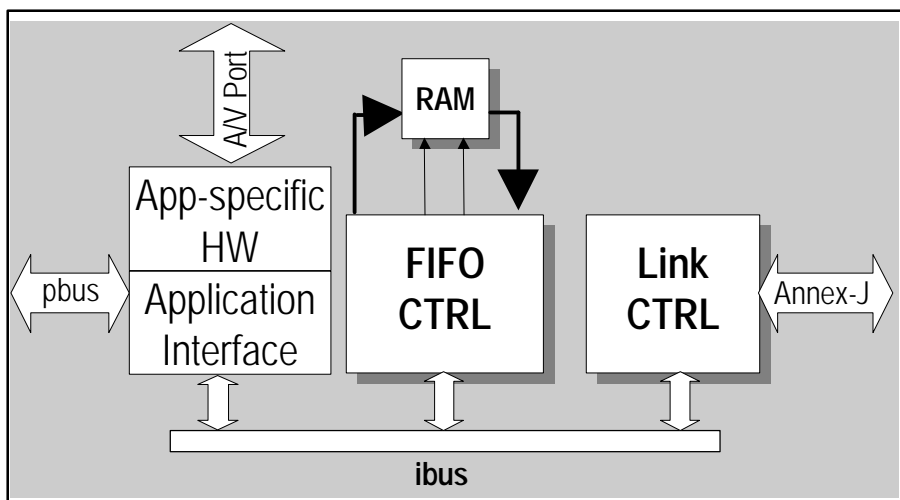 A/V Port
RAM
App-specific
HW
FIFO
CTRL
Link
CTRL
pbus
Application
Interface
Annex-J
ibus